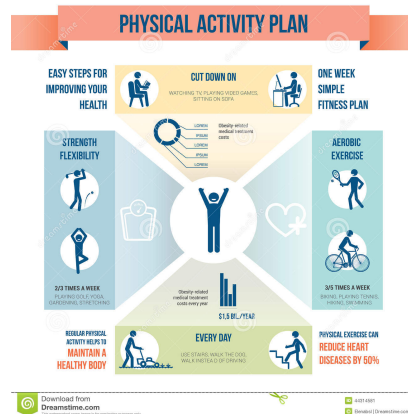 PHYSICAL ACTIVITY PLAN
EASY STEPS FOR
IMPROVING YOUR
HEALTH
CUT DOWN ON
WATCHING TV, PLAYING VIDEO GAMES,
SITTING ON SOFA
ONE WEEK
SIMPLE
FITNESS PLAN
LOREM
IPSUM
LOREM
IPSUM
LOREM
Obesity-related
medical treatment
costs
STRENGTH
FLEXIBILITY
2/3 TIMES A WEEK
PLAYING GOLF, YOGA,
GARDENING, STRETCHING
AEROBIC
EXERCISE
3/5 TIMES A WEEK
BIKING, PLAYING TENNIS,
HIKING, SWIMMING
Obesity-related
medical treatment
costs every year
$1,5 BIL/YEAR
REGULAR PHYSICAL
ACTIVITY HELPS TO
MAINTAIN A
HEALTHY BODY
EVERY DAY
USE STAIRS, WALK THE DOG,
WALK INSTEAD OF DRIVING
PHYSICAL EXERCISE CAN
REDUCE HEART
DISEASES BY 50%
Download from
Dreamstime.com